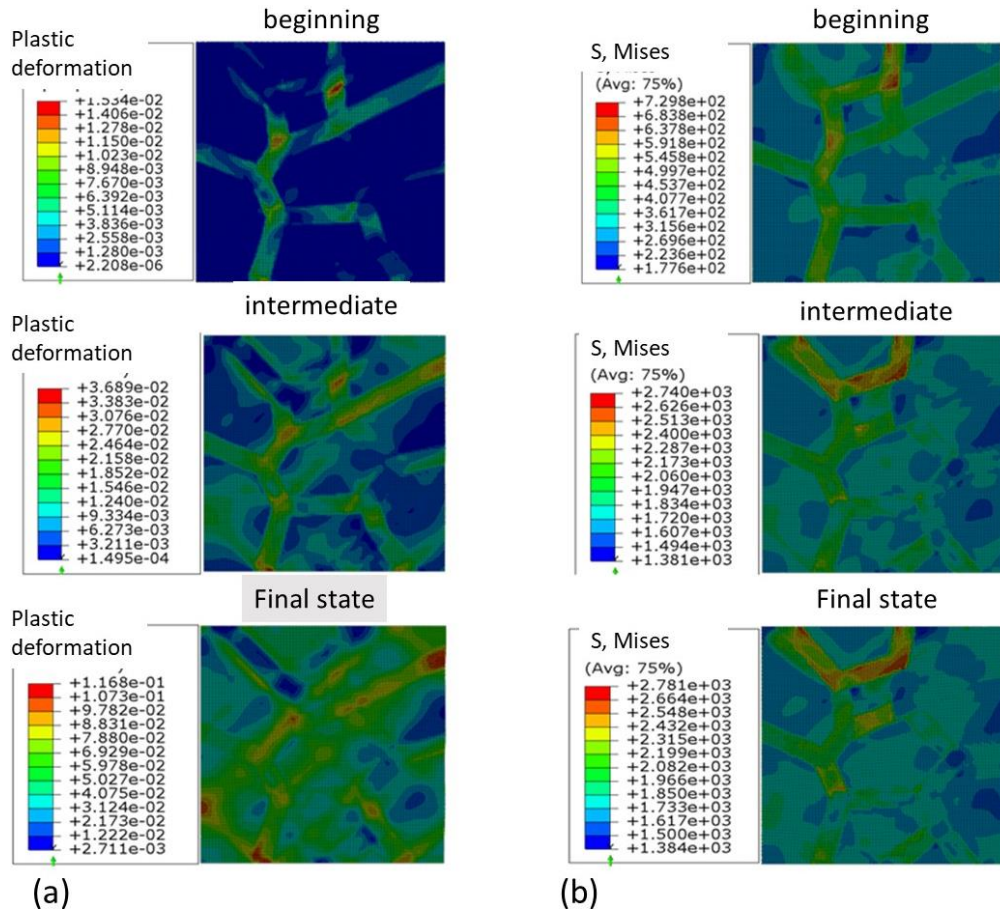 beginning
Plastic
deformation
+1.534e-02
+1.406e-02
+1.278e-02
+1.150e-02
+1.023e-02
+8.948e-03
+7.670e-03
+6.392e-03
+5.114e-03
+3.836e-03
+2.558e-03
+1.280e-03
+2.208e-06
intermediate
Plastic
deformation
+3.689e-02
+3.383e-02
+3.076e-02
+2.770e-02
+2.464e-02
+2.158e-02
+1.852e-02
+1.546e-02
+1.240e-02
+9.334e-03
+6.273e-03
+3.211e-03
+1.495e-04
Final state
Plastic
deformation
+1.168e-01
+1.073e-01
+9.782e-02
+8.831e-02
+7.880e-02
+6.929e-02
+5.978e-02
+5.027e-02
+4.075e-02
+3.124e-02
+2.173e-02
+1.222e-02
+2.711e-03
(a)
beginning
S, Mises
(Avg: 75%)
+7.298e+02
+6.838e+02
+6.378e+02
+5.918e+02
+5.458e+02
+4.997e+02
+4.537e+02
+4.077e+02
+3.617e+02
+3.156e+02
+2.696e+02
+2.236e+02
+1.776e+02
intermediate
S, Mises
(Avg: 75%)
+2.740e+03
+2.626e+03
+2.513e+03
+2.400e+03
+2.287e+03
+2.173e+03
+2.060e+03
+1.947e+03
+1.834e+03
+1.720e+03
+1.607e+03
+1.494e+03
+1.381e+03
Final state
S, Mises
(Avg: 75%)
+2.781e+03
+2.664e+03
+2.548e+03
+2.432e+03
+2.315e+03
+2.199e+03
+2.082e+03
+1.966e+03
+1.850e+03
+1.733e+03
+1.617e+03
+1.500e+03
+1.384e+03
(b)